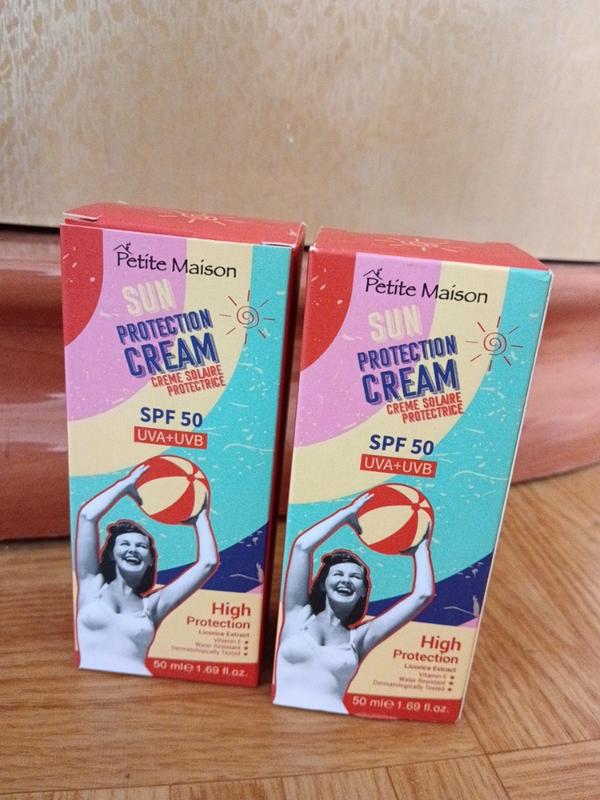 Petite Maison
SUN
PROTECTION
CREAM
CREME SOLAIRE
PROTECTRICE
SPF 50
UVA+UVB
High
Protection
Licorice Extract
Vitamin E
Water Resistant
Dermatologically Tested
50 ml℮ 1.69 fl.oz.
Petite Maison
SUN
PROTECTION
CREAM
CREME SOLAIRE
PROTECTRICE
SPF 50
UVA+UVB
High
Protection
Licorice Extract
Vitamin E
Water Resistant
Dermatologically Tested
50 ml℮ 1.69 fl.oz.